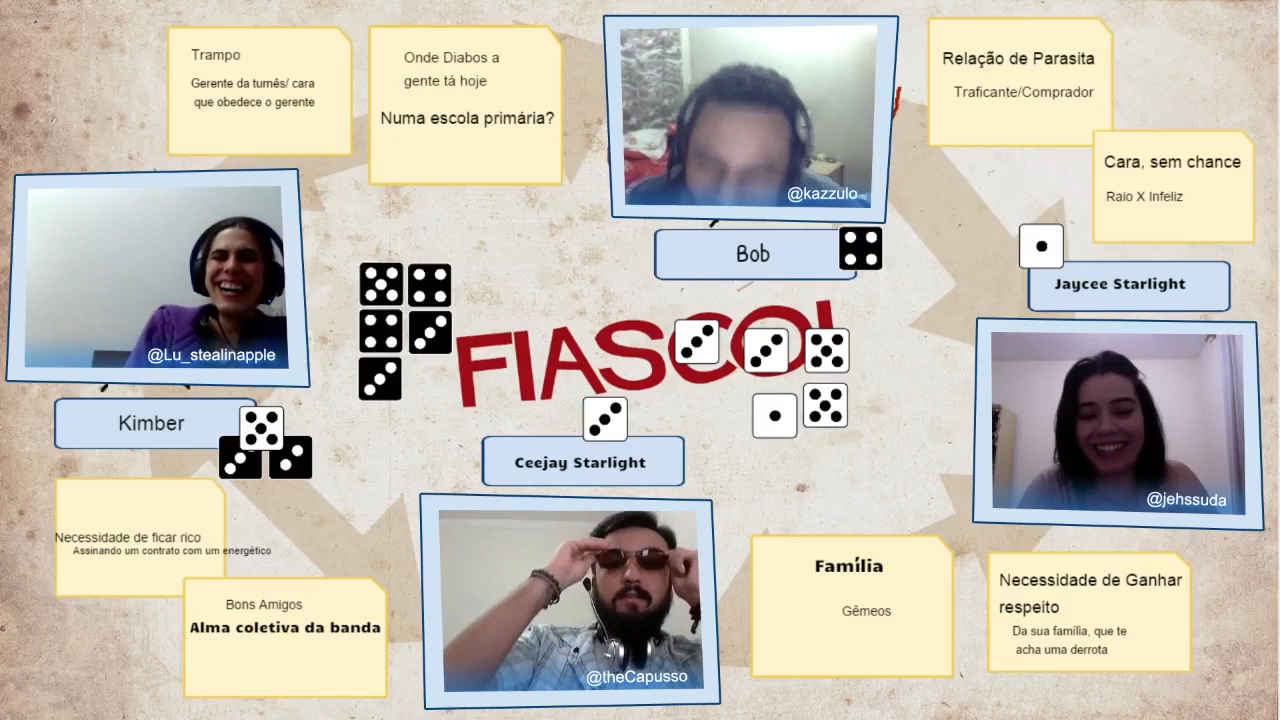 Trampo
Gerente da turnês/ cara
que obedece o gerente
Onde Diabos a
gente tá hoje
Numa escola primária?
@kazzulo
Bob
Relação de Parasita
Traficante/Comprador
Cara, sem chance
Raio X Infeliz
Jaycee Starlight
@jehssuda
@Lu_stealinapple
Kimber
FIASCO!
Ceejay Starlight
@theCapusso
Necessidade de ficar rico
Assinando um contrato com um energético
Bons Amigos
Alma coletiva da banda
Família
Gêmeos
Necessidade de Ganhar
respeito
Da sua família, que te
acha uma derrota